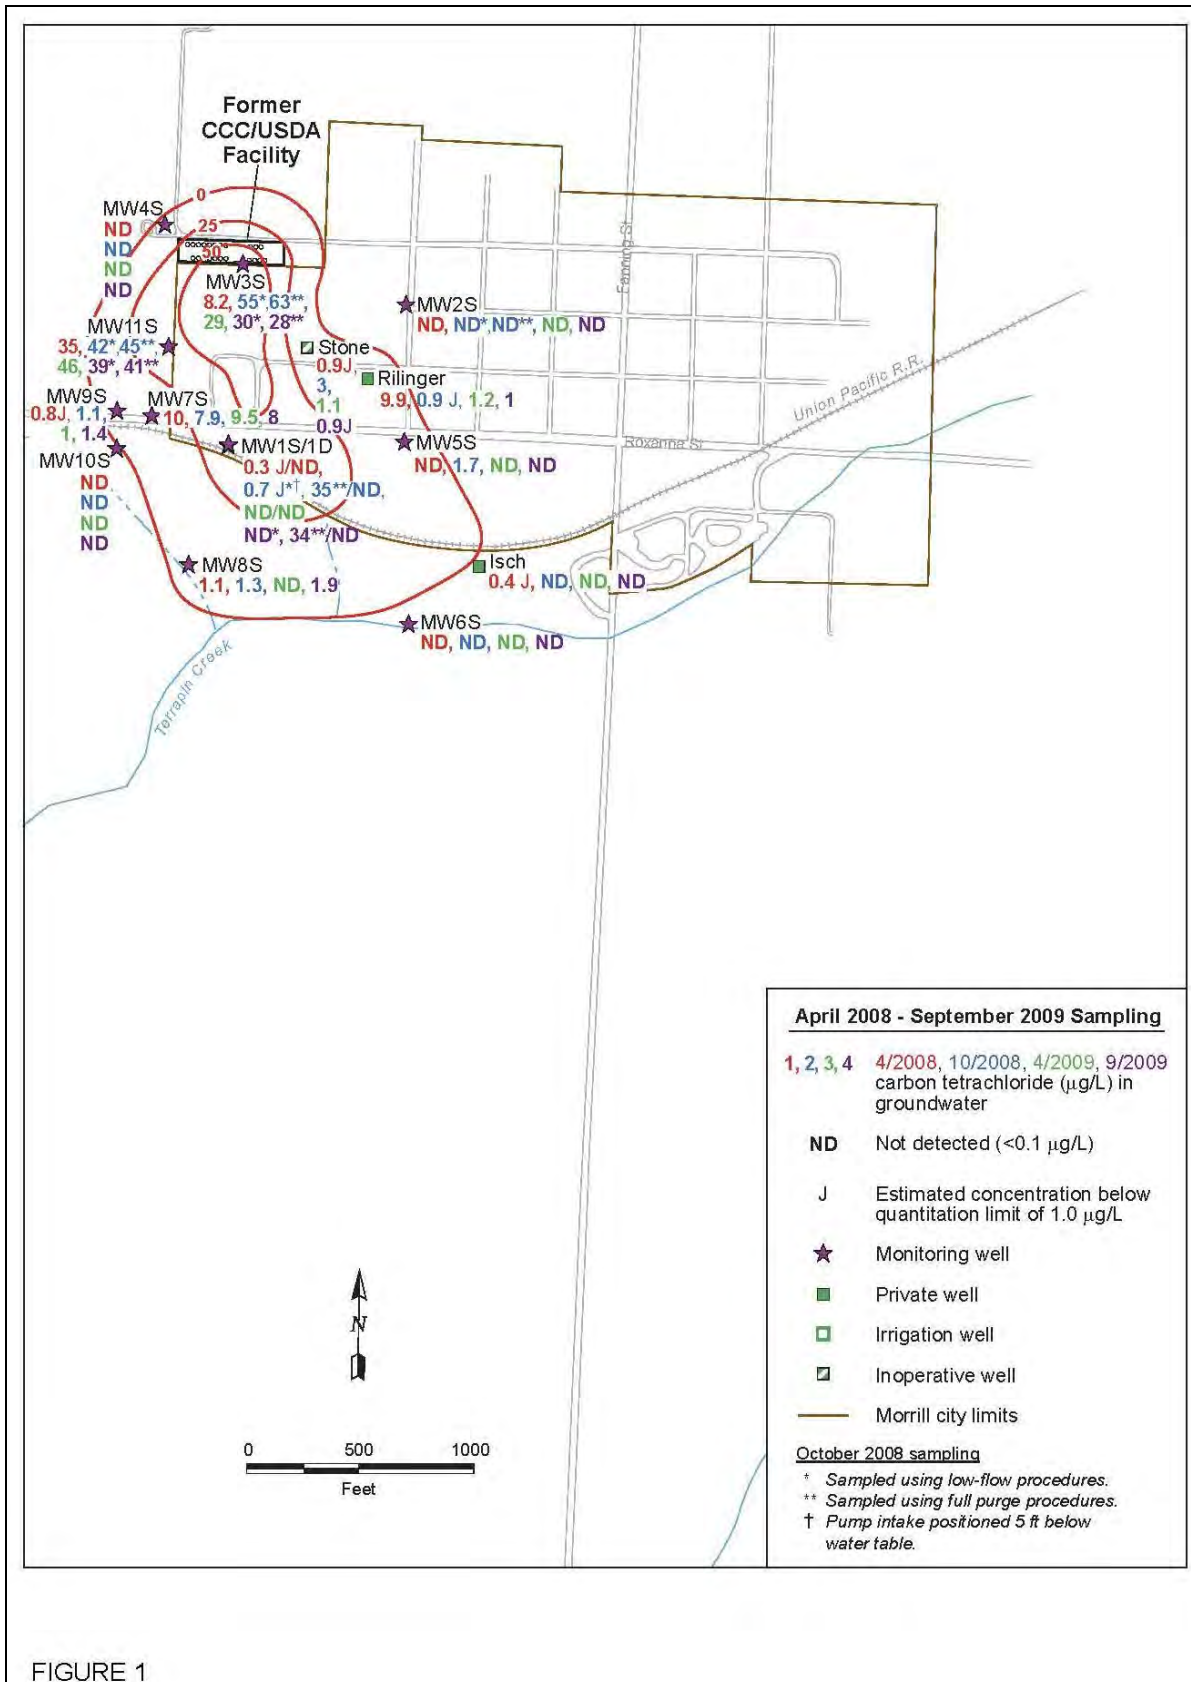 Former
CCC/USDA
Facility
0
25
50
MW4S
ND
ND
ND
ND
MW3S
8.2, 55*,63**,
29, 30*, 28**
MW2S
ND, ND*,ND**, ND, ND
MW11S
35, 42*,45**,
46, 39*, 41**
Stone
0.9J,
3,
1.1
0.9J
Rilinger
9.9, 0.9 J, 1.2, 1
MW9S
0.8J, 1.1,
1, 1.4
MW7S
10, 7.9, 9.5, 8
MW10S
ND
ND
ND
ND
MW1S/1D
0.3 J/ND,
0.7 J*†, 35**/ND,
ND/ND
ND*, 34**/ND
MW5S
ND, 1.7, ND, ND
MW8S
1.1, 1.3, ND, 1.9
Isch
0.4 J, ND, ND, ND
MW6S
ND, ND, ND, ND
Fanning St.
Roxanna St.
Union Pacific R.R.
Terrapin Creek
N
0 500 1000
Feet
April 2008 - September 2009 Sampling
1, 2, 3, 4 4/2008, 10/2008, 4/2009, 9/2009
carbon tetrachloride (µg/L) in
groundwater
ND Not detected (<0.1 µg/L)
J Estimated concentration below
quantitation limit of 1.0 µg/L
Monitoring well
Private well
Irrigation well
Inoperative well
Morrill city limits
October 2008 sampling
* Sampled using low-flow procedures.
** Sampled using full purge procedures.
† Pump intake positioned 5 ft below
water table.
FIGURE 1